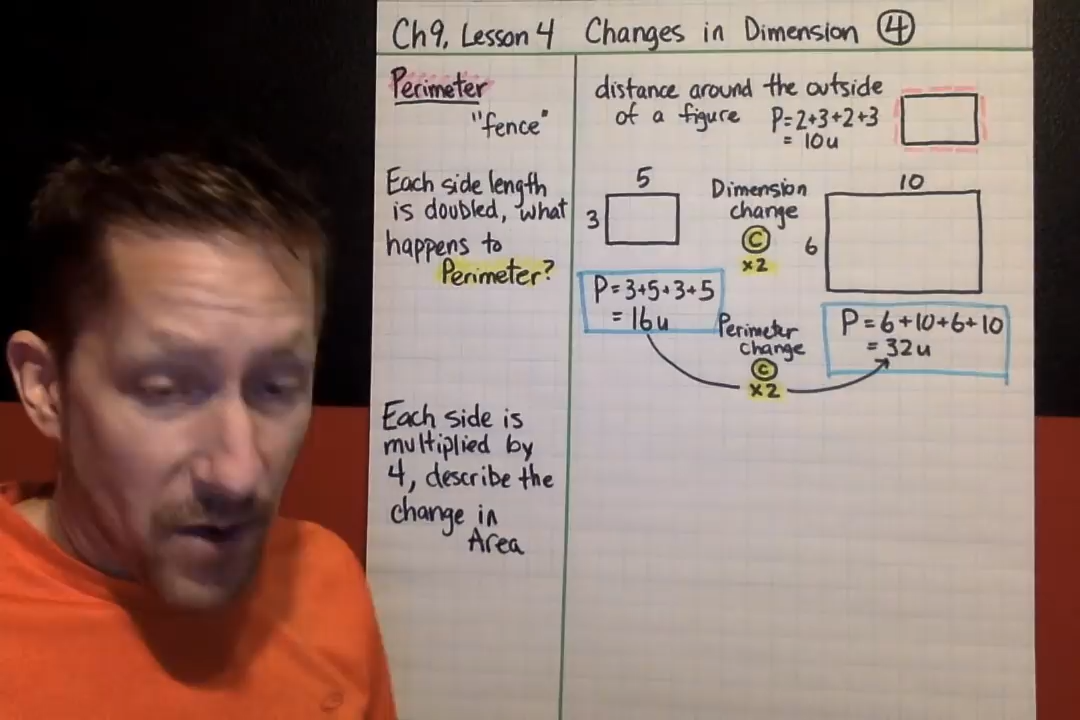 Ch 9, Lesson 4 Changes in Dimension ④
Perimeter
"fence"
distance around the outside
of a figure P=2+3+2+3
= 10u
Each side length
is doubled, what
happens to
Perimeter?
5
3
Dimension
change
©
x2
10
6
P=3+5+3+5
= 16u
Perimeter
change
©
x2
P=6+10+6+10
= 32u
Each side is
multiplied by
4, describe the
change in
Area